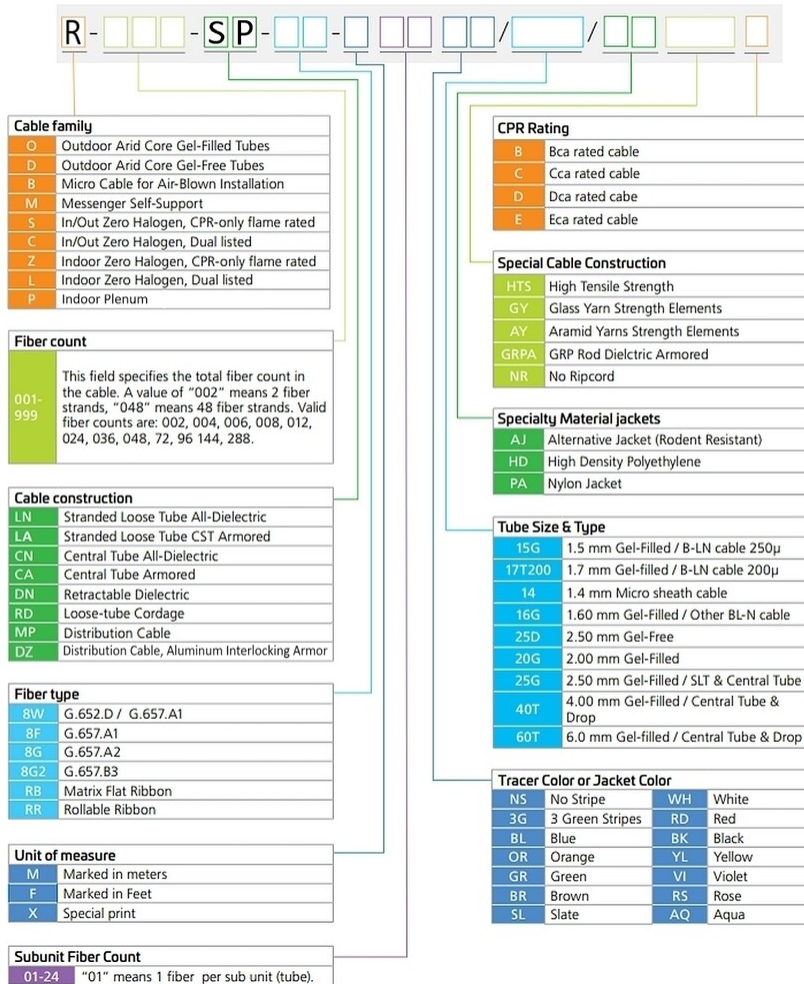 R - - SP - - / /
Cable family
O Outdoor Arid Core Gel-Filled Tubes
D Outdoor Arid Core Gel-Free Tubes
B Micro Cable for Air-Blown Installation
M Messenger Self-Support
S In/Out Zero Halogen, CPR-only flame rated
C In/Out Zero Halogen, Dual listed
Z Indoor Zero Halogen, CPR-only flame rated
L Indoor Zero Halogen, Dual listed
P Indoor Plenum
Fiber count
001-
999
This field specifies the total fiber count in
the cable. A value of “002” means 2 fiber
strands, “048” means 48 fiber strands. Valid
fiber counts are: 002, 004, 006, 008, 012,
024, 036, 048, 72, 96 144, 288.
Cable construction
LN Stranded Loose Tube All-Dielectric
LA Stranded Loose Tube CST Armored
CN Central Tube All-Dielectric
CA Central Tube Armored
DN Retractable Dielectric
RD Loose-tube Cordage
MP Distribution Cable
DZ Distribution Cable, Aluminum Interlocking Armor
Fiber type
8W G.652.D / G.657.A1
8F G.657.A1
8G G.657.A2
8G2 G.657.B3
RB Matrix Flat Ribbon
RR Rollable Ribbon
Unit of measure
M Marked in meters
F Marked in Feet
X Special print
Subunit Fiber Count
01-24 “01” means 1 fiber per sub unit (tube).
CPR Rating
B Bca rated cable
C Cca rated cable
D Dca rated cabe
E Eca rated cable
Special Cable Construction
HTS High Tensile Strength
GY Glass Yarn Strength Elements
AY Aramid Yarns Strength Elements
GRPA GRP Rod Dielctric Armored
NR No Ripcord
Specialty Material jackets
AJ Alternative Jacket (Rodent Resistant)
HD High Density Polyethylene
PA Nylon Jacket
Tube Size & Type
15G 1.5 mm Gel-Filled / B-LN cable 250µ
17T200 1.7 mm Gel-filled / B-LN cable 200µ
14 1.4 mm Micro sheath cable
16G 1.60 mm Gel-Filled / Other BL-N cable
25D 2.50 mm Gel-Free
20G 2.00 mm Gel-Filled
25G 2.50 mm Gel-Filled / SLT & Central Tube
40T 4.00 mm Gel-Filled / Central Tube &
Drop
60T 6.0 mm Gel-filled / Central Tube & Drop
Tracer Color or Jacket Color
NS No Stripe WH White
3G 3 Green Stripes RD Red
BL Blue BK Black
OR Orange YL Yellow
GR Green VI Violet
BR Brown RS Rose
SL Slate AQ Aqua